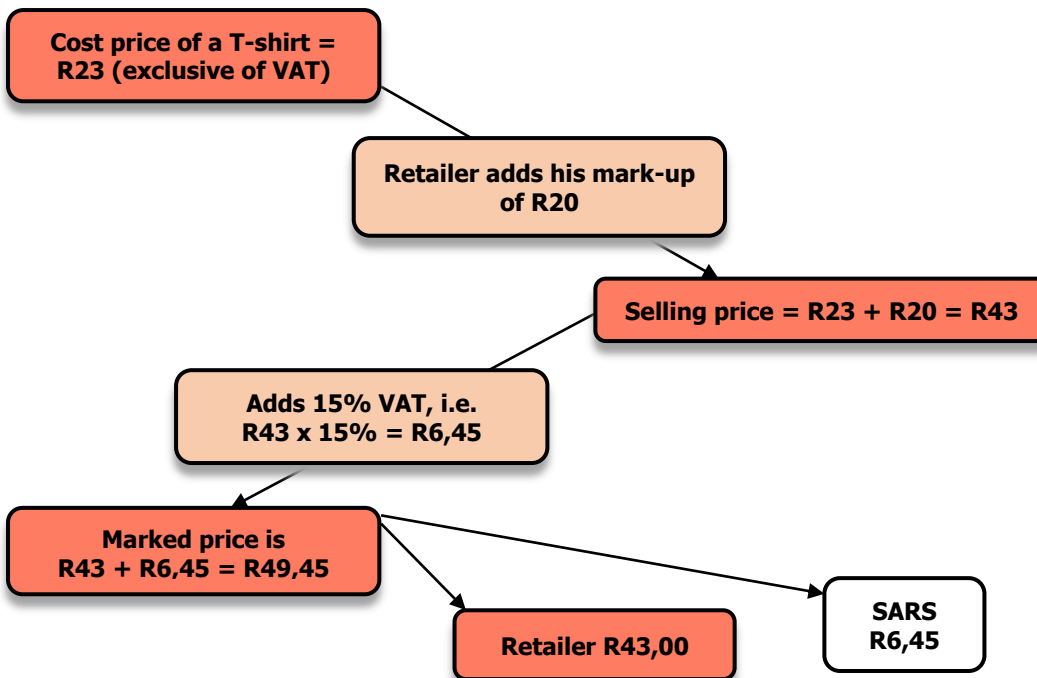 Cost price of a T-shirt =
R23 (exclusive of VAT)
Retailer adds his mark-up
of R20
Selling price = R23 + R20 = R43
Adds 15% VAT, i.e.
R43 x 15% = R6,45
Marked price is
R43 + R6,45 = R49,45
Retailer R43,00
SARS
R6,45